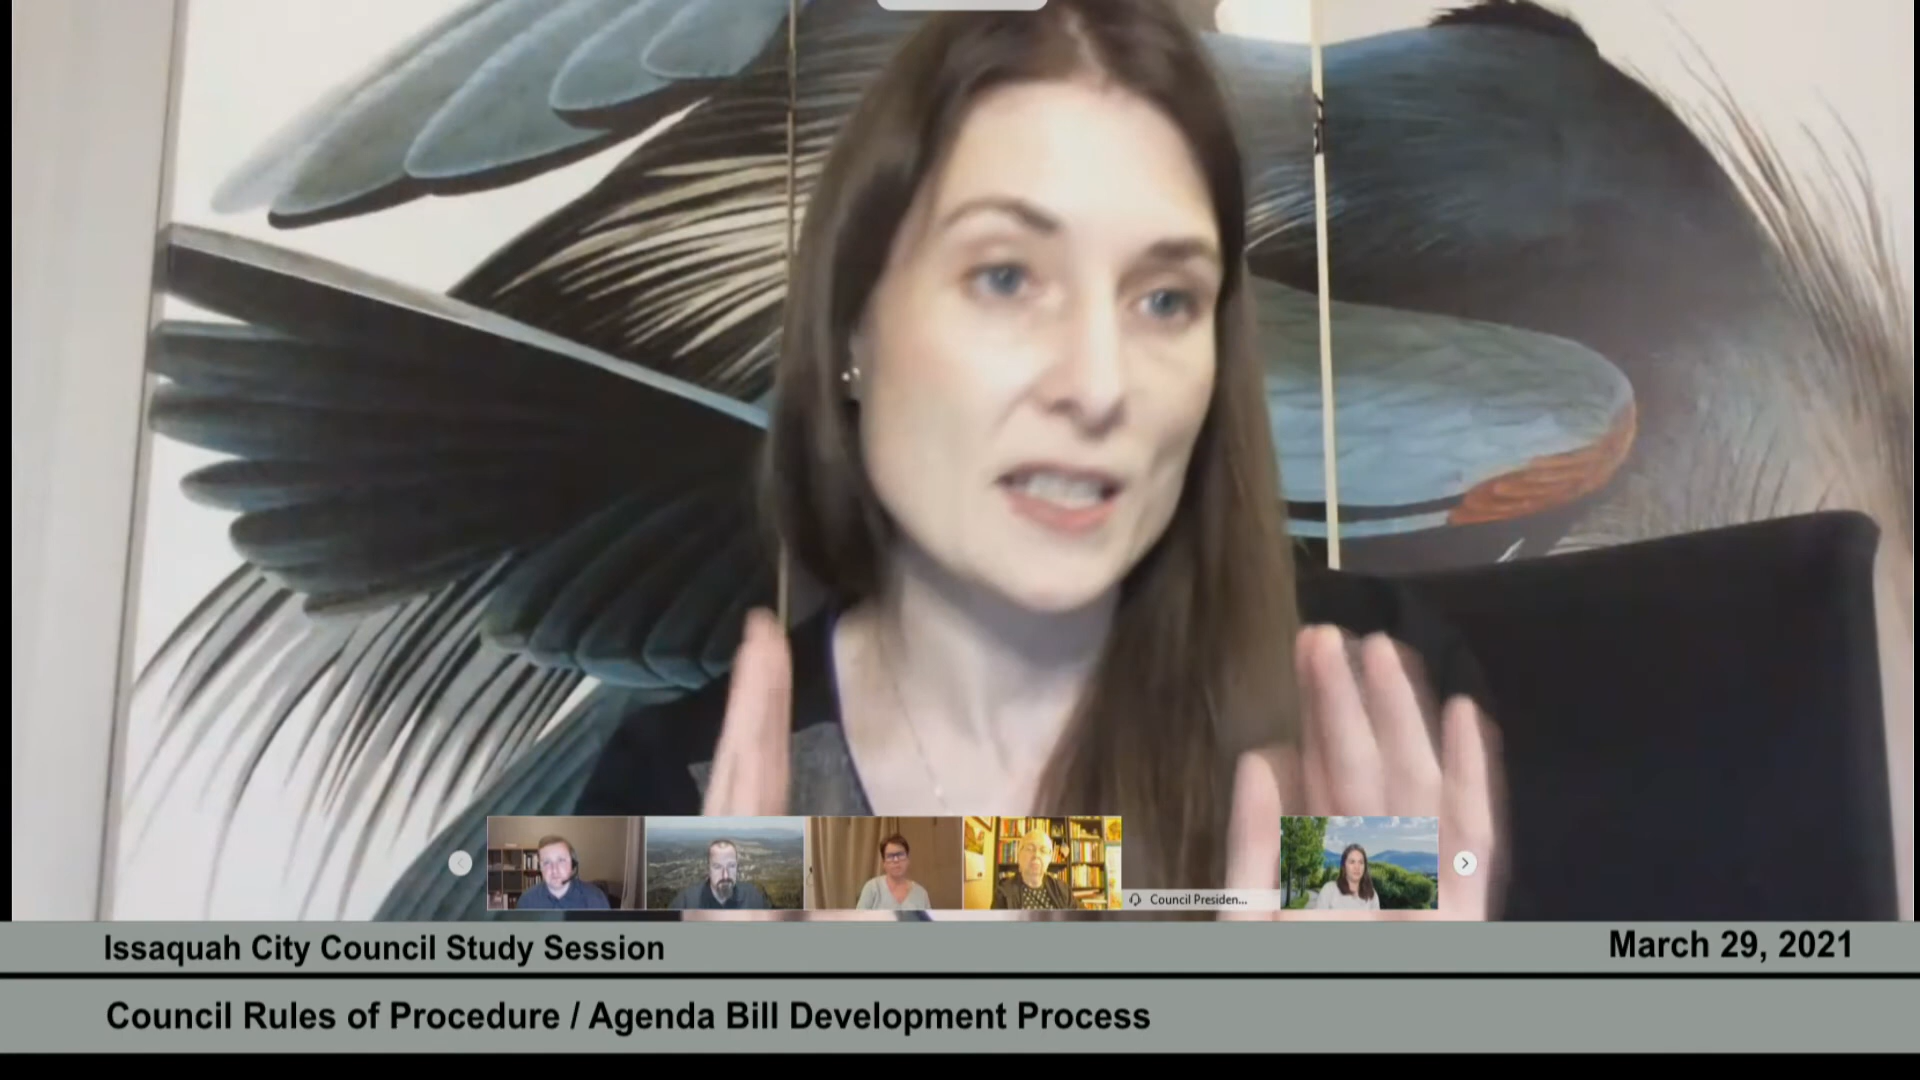 Council Presiden...
Issaquah City Council Study Session
March 29, 2021
Council Rules of Procedure / Agenda Bill Development Process